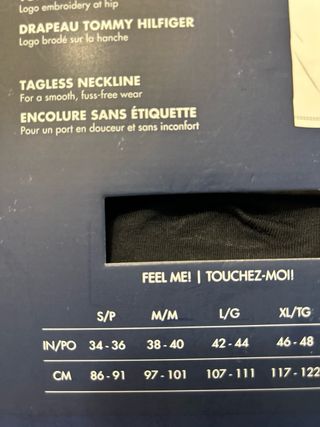 Logo embroidery at hip
DRAPEAU TOMMY HILFIGER
Logo brodé sur la hanche
TAGLESS NECKLINE
For a smooth, fuss-free wear
ENCOLURE SANS ÉTIQUETTE
Pour un port en douceur et sans inconfort
FEEL ME! | TOUCHEZ-MOI!
S/P M/M L/G XL/TG
IN/PO 34 - 36 38 - 40 42 - 44 46 - 48
CM 86 - 91 97 - 101 107 - 111 117 - 122